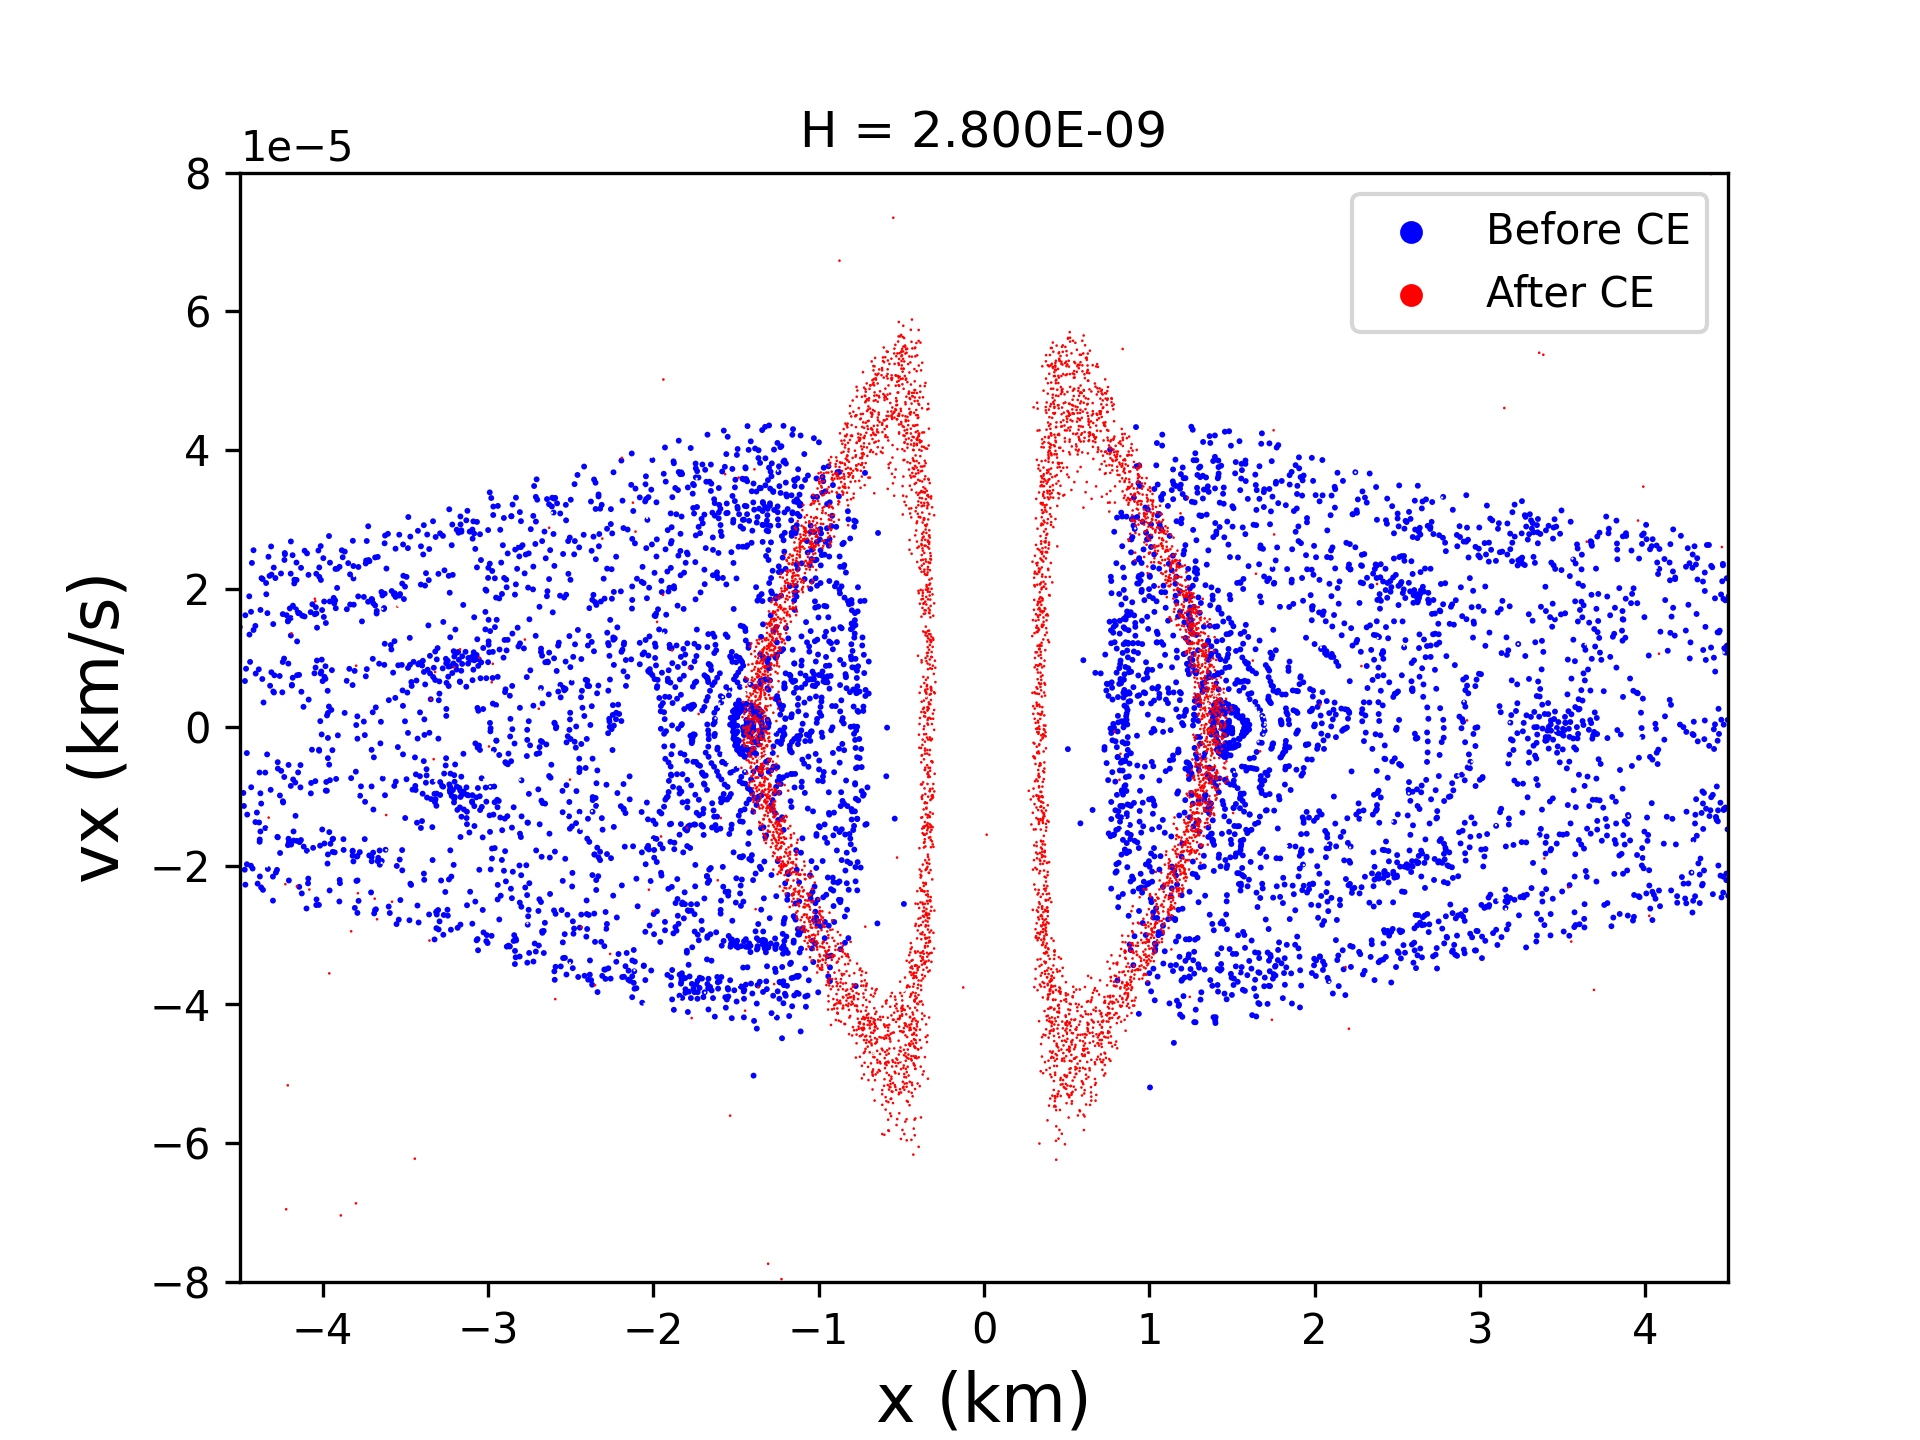 H = 2.800E-09
1e−5
Before CE
After CE
8
6
4
2
0
−2
−4
−6
−8
vx (km/s)
−4 −3 −2 −1 0 1 2 3 4
x (km)